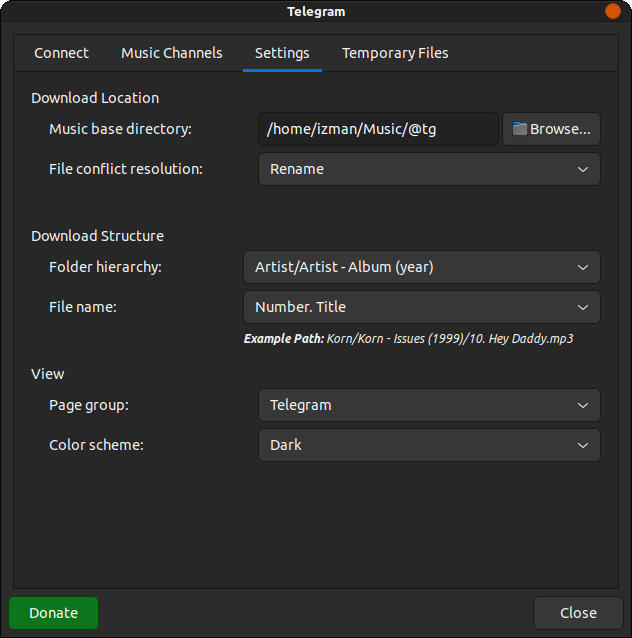 Telegram
Connect Music Channels Settings Temporary Files
Download Location
Music base directory: /home/izman/Music/@tg Browse...
File conflict resolution: Rename
Download Structure
Folder hierarchy: Artist/Artist - Album (year)
File name: Number. Title
Example Path: Korn/Korn - Issues (1999)/10. Hey Daddy.mp3
View
Page group: Telegram
Color scheme: Dark
Donate Close